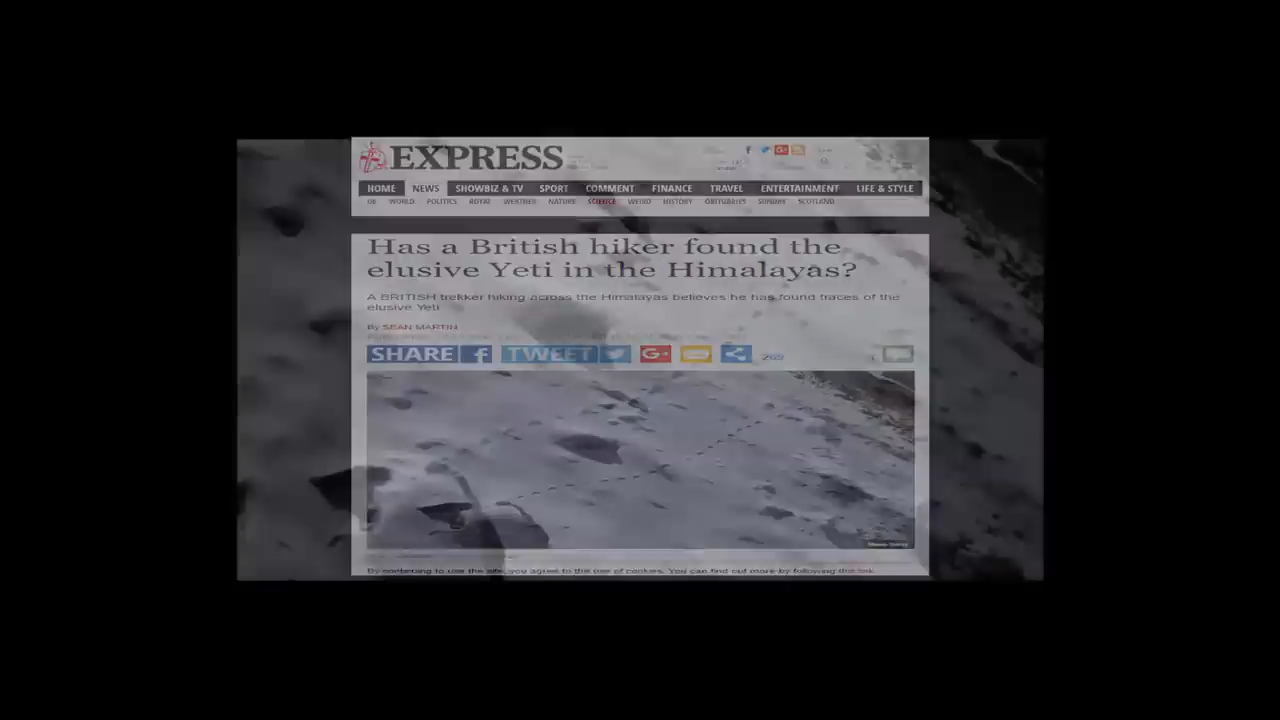 EXPRESS
HOME NEWS SHOWBIZ & TV SPORT COMMENT FINANCE TRAVEL ENTERTAINMENT LIFE & STYLE
UK WORLD POLITICS ROYAL WEATHER NATURE SCIENCE WEIRD HISTORY OBITUARIES SUNDAY SCOTLAND
Has a British hiker found the
elusive Yeti in the Himalayas?
A BRITISH trekker hiking across the Himalayas believes he has found traces of the
elusive Yeti
By SEAN MARTIN
SHARE f TWEET G+
By continuing to use the site, you agree to the use of cookies. You can find out more by following this link